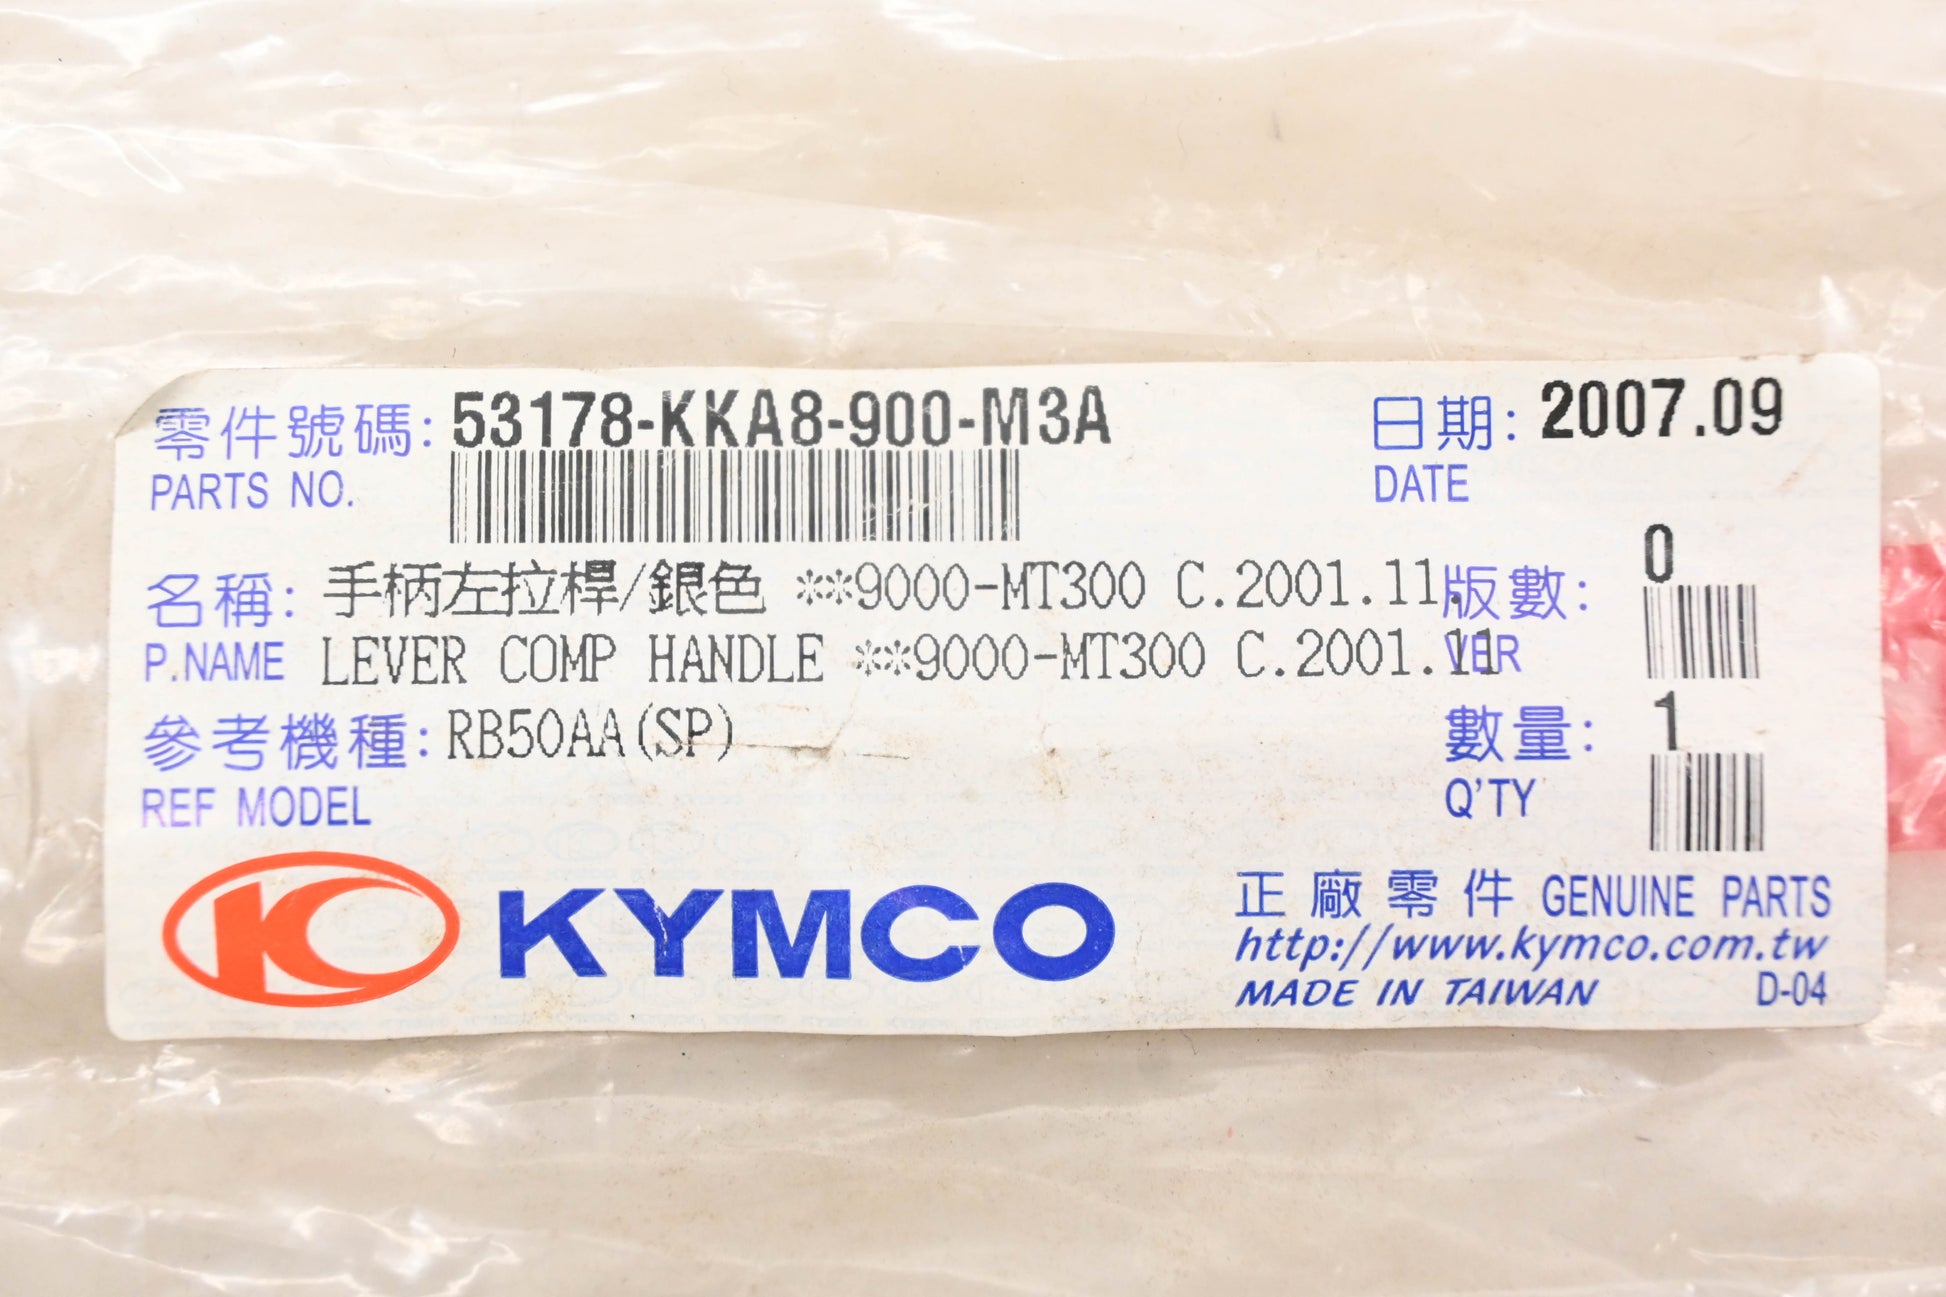 零件號碼: 53178-KKA8-900-M3A
PARTS NO.
日期: 2007.09
DATE
名稱: 手柄左拉桿/銀色 **9000-MT300 C.2001.11.
P.NAME LEVER COMP HANDLE **9000-MT300 C.2001.11
版數: 0
VER
參考機種: RB50AA(SP)
REF MODEL
數量: 1
Q'TY
KYMCO
正廠零件 GENUINE PARTS
http://www.kymco.com.tw
MADE IN TAIWAN D-04